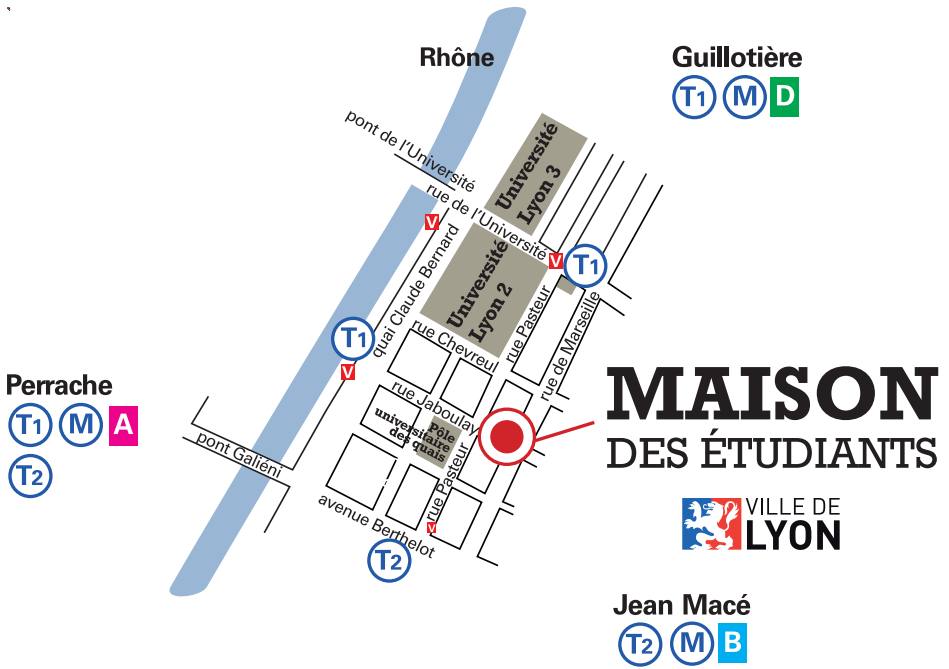 Rhône
Guillotière
T1 M D
pont de l'Université
Université
Lyon 3
rue de l'Université
V
V
T1
quai Claude Bernard
Université
Lyon 2
rue Pasteur
rue de Marseille
T1
V
rue Chevreul
Perrache
T1 M A
T2
rue Jaboulay
Pôle
universitaire
des quais
MAISON
DES ÉTUDIANTS
pont Galiéni
rue Pasteur
V
avenue Berthelot
T2
VILLE DE
LYON
Jean Macé
T2 M B